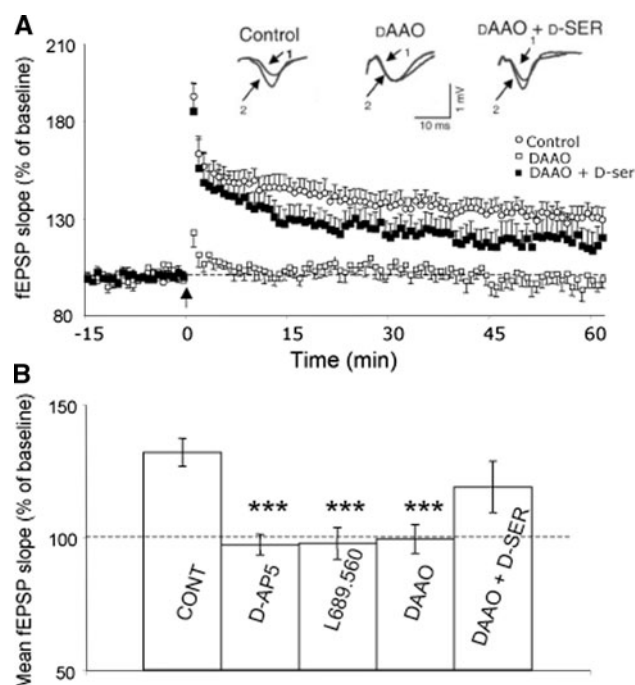 A
210
180
130
80
fEPSP slope (% of baseline)
Control
DAAO
DAAO + D-SER
1
2
1
2
1
2
1 mV
10 ms
Control
DAAO
DAAO + D-ser
-15
0
15
30
45
60
Time (min)
B
150
100
50
Mean fEPSP slope (% of baseline)
***
***
***
CONT
D-AP5
L689.560
DAAO
DAAO + D-SER